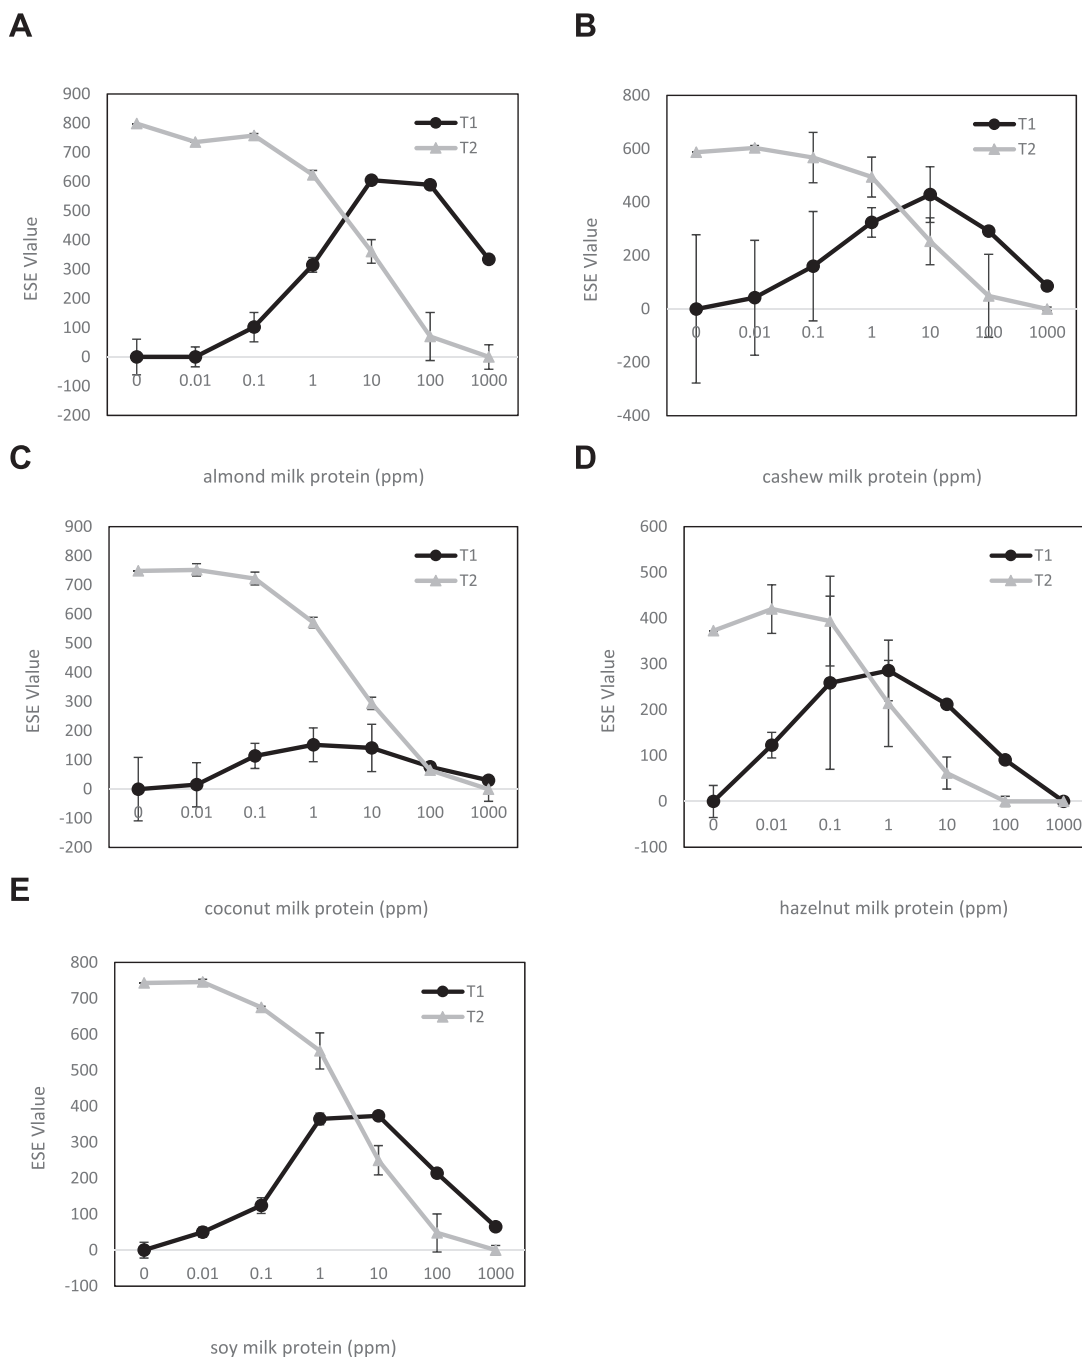 A
900
800
700
600
500
400
300
200
100
0
-100
-200
ESE Vlalue
T1
T2
0 0.01 0.1 1 10 100 1000
almond milk protein (ppm)
B
800
600
400
200
0
-200
-400
ESE Vlalue
T1
T2
0 0.01 0.1 1 10 100 1000
cashew milk protein (ppm)
C
900
800
700
600
500
400
300
200
100
0
-100
-200
ESE Vlalue
T1
T2
0 0.01 0.1 1 10 100 1000
coconut milk protein (ppm)
D
600
500
400
300
200
100
0
-100
ESE Vlalue
T1
T2
0 0.01 0.1 1 10 100 1000
hazelnut milk protein (ppm)
E
800
700
600
500
400
300
200
100
0
-100
ESE Vlalue
T1
T2
0 0.01 0.1 1 10 100 1000
soy milk protein (ppm)